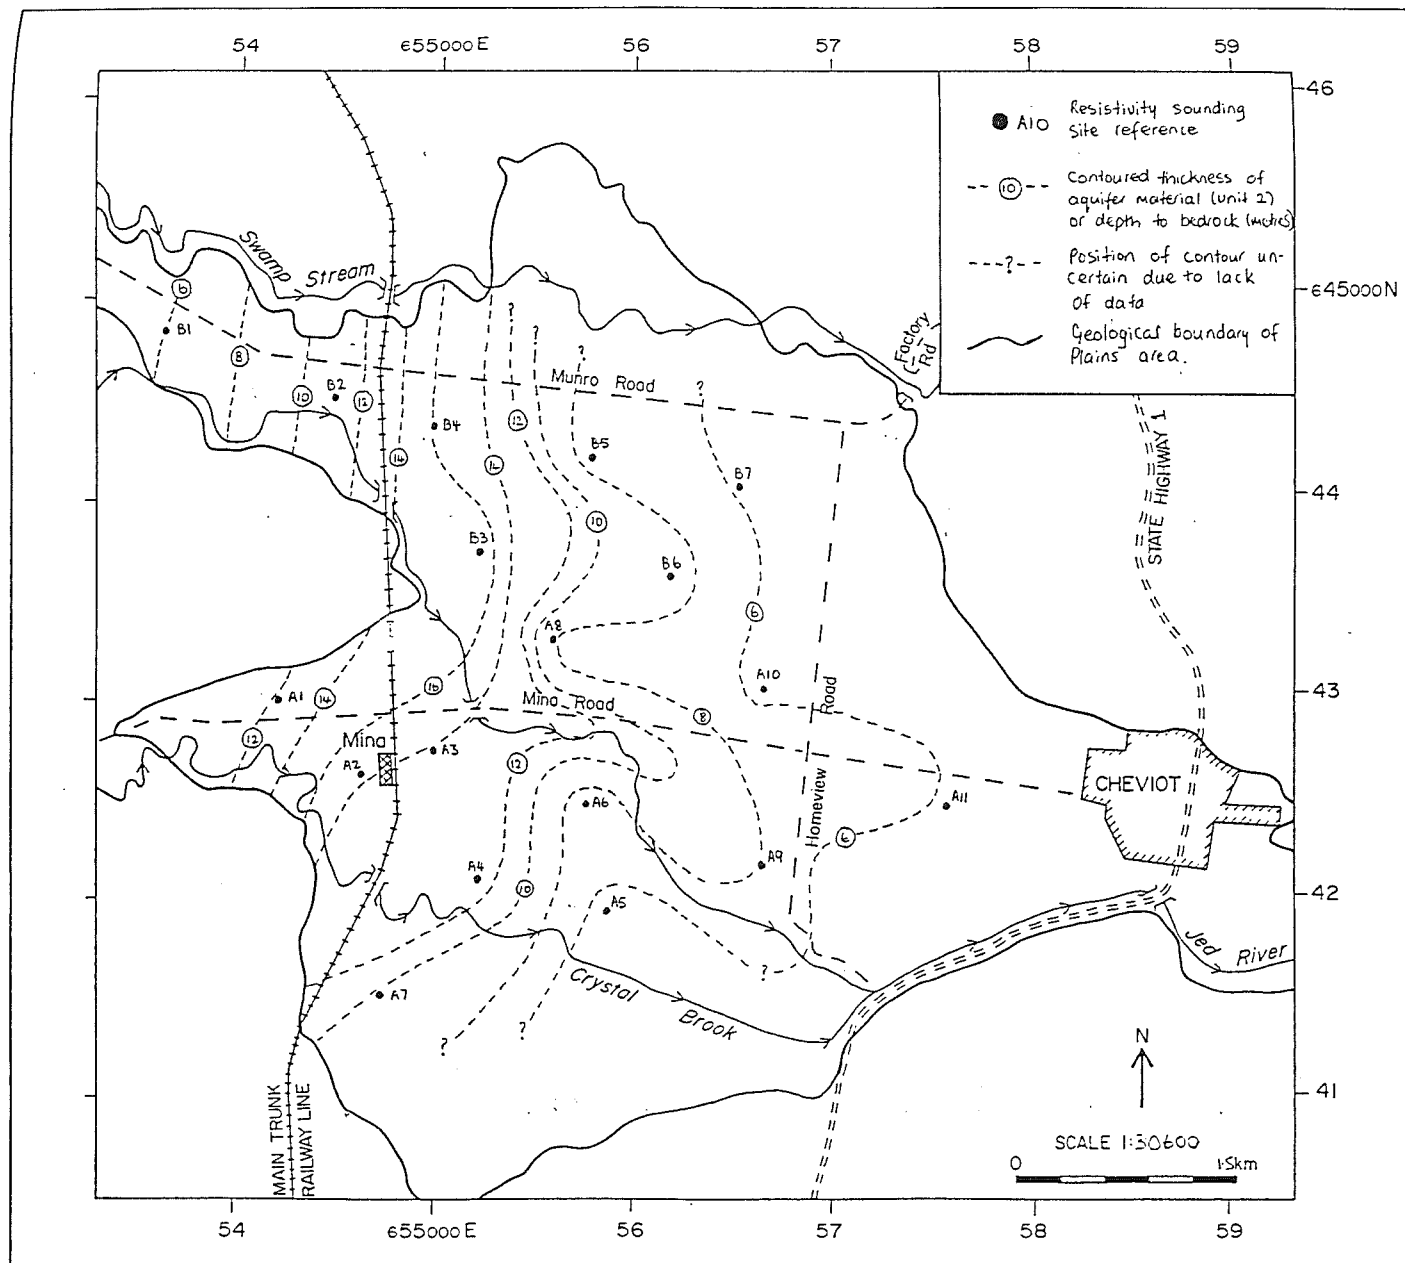 54
655000E
56
57
58
59
46
A10 Resistivity sounding
site reference
10
Contoured thickness of
aquifer material (unit 2)
or depth to bedrock (metres)
?
Position of contour un-
certain due to lack
of data
Geological boundary of
Plains area.
645000N
44
43
42
41
Swamp Stream
Factory
Rd
Munro Road
STATE HIGHWAY 1
6
B1
8
10
B2
12
14
B4
14
12
B5
B7
B3
10
B6
6
A8
A10
A1
14
16
Mina Road
8
Road
12
Mina
A2
A3
12
A6
Homeview
6
A11
CHEVIOT
A9
A4
10
A5
?
?
?
?
?
?
?
A7
Crystal
Brook
Jed River
MAIN TRUNK
RAILWAY LINE
N
SCALE 1:30600
0
1·5km
54
655000E
56
57
58
59